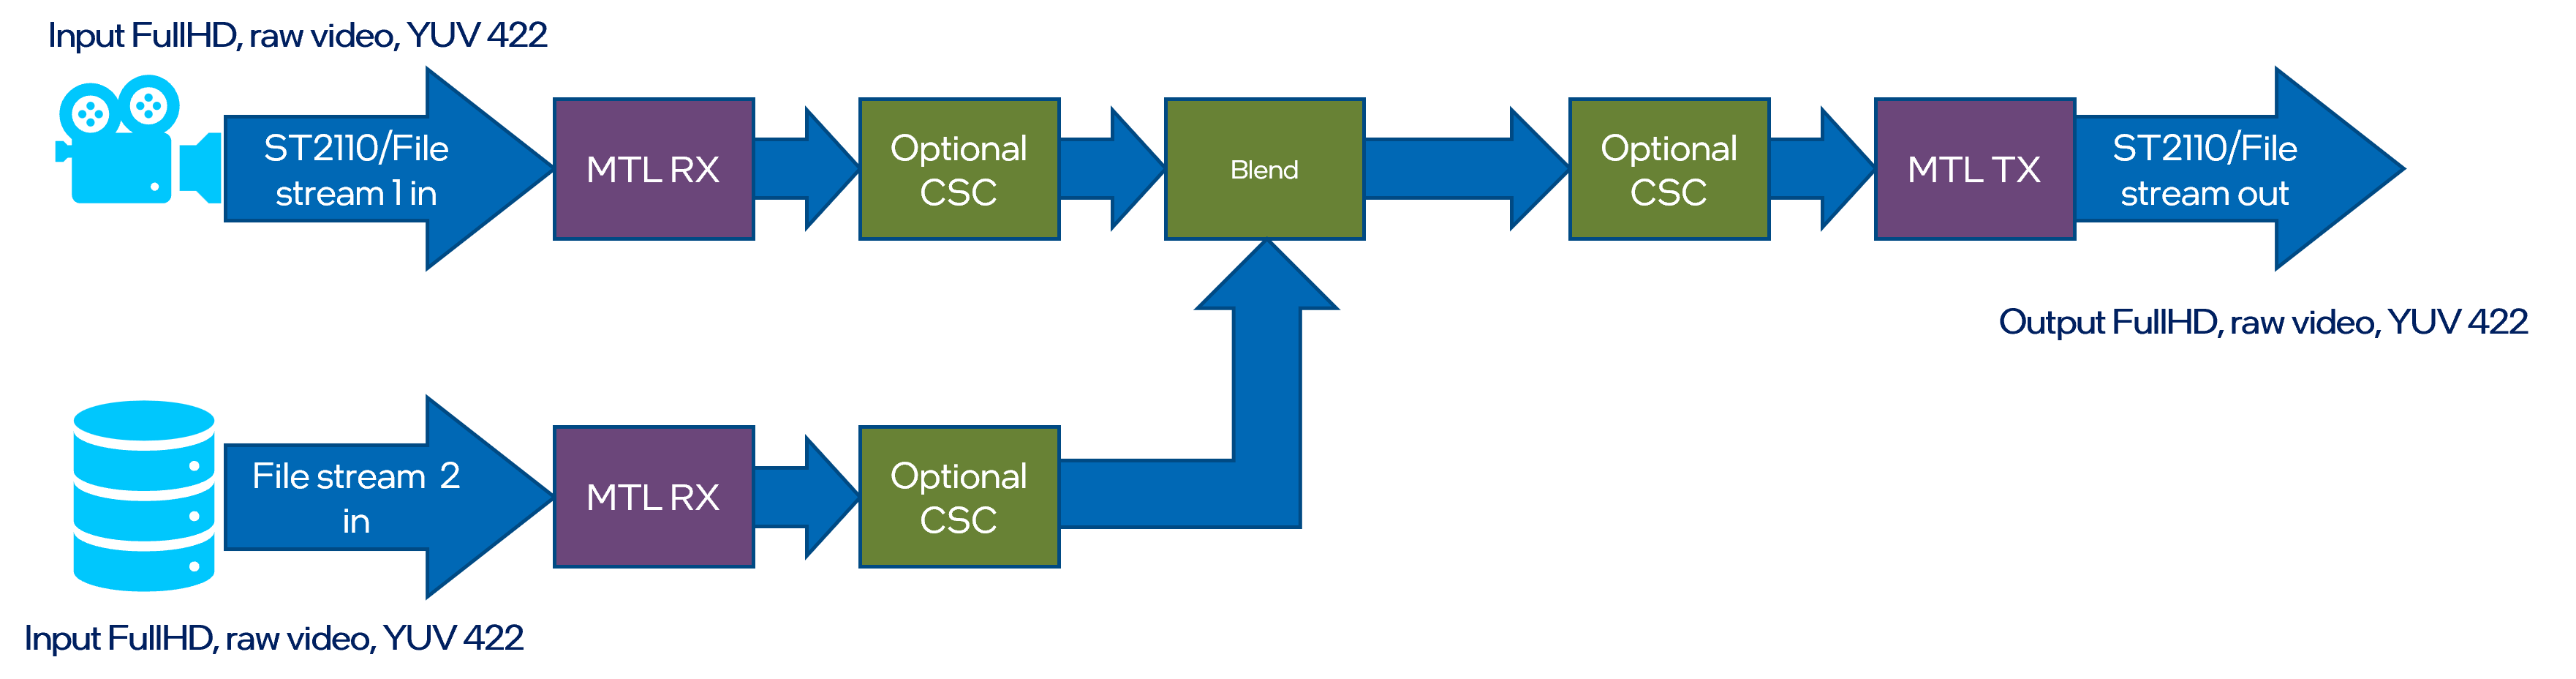 Input FullHD, raw video, YUV 422
ST2110/File
stream 1 in
MTL RX
Optional
CSC
Blend
Optional
CSC
MTL TX
ST2110/File
stream out
Output FullHD, raw video, YUV 422
File stream  2
in
MTL RX
Optional
CSC
Input FullHD, raw video, YUV 422